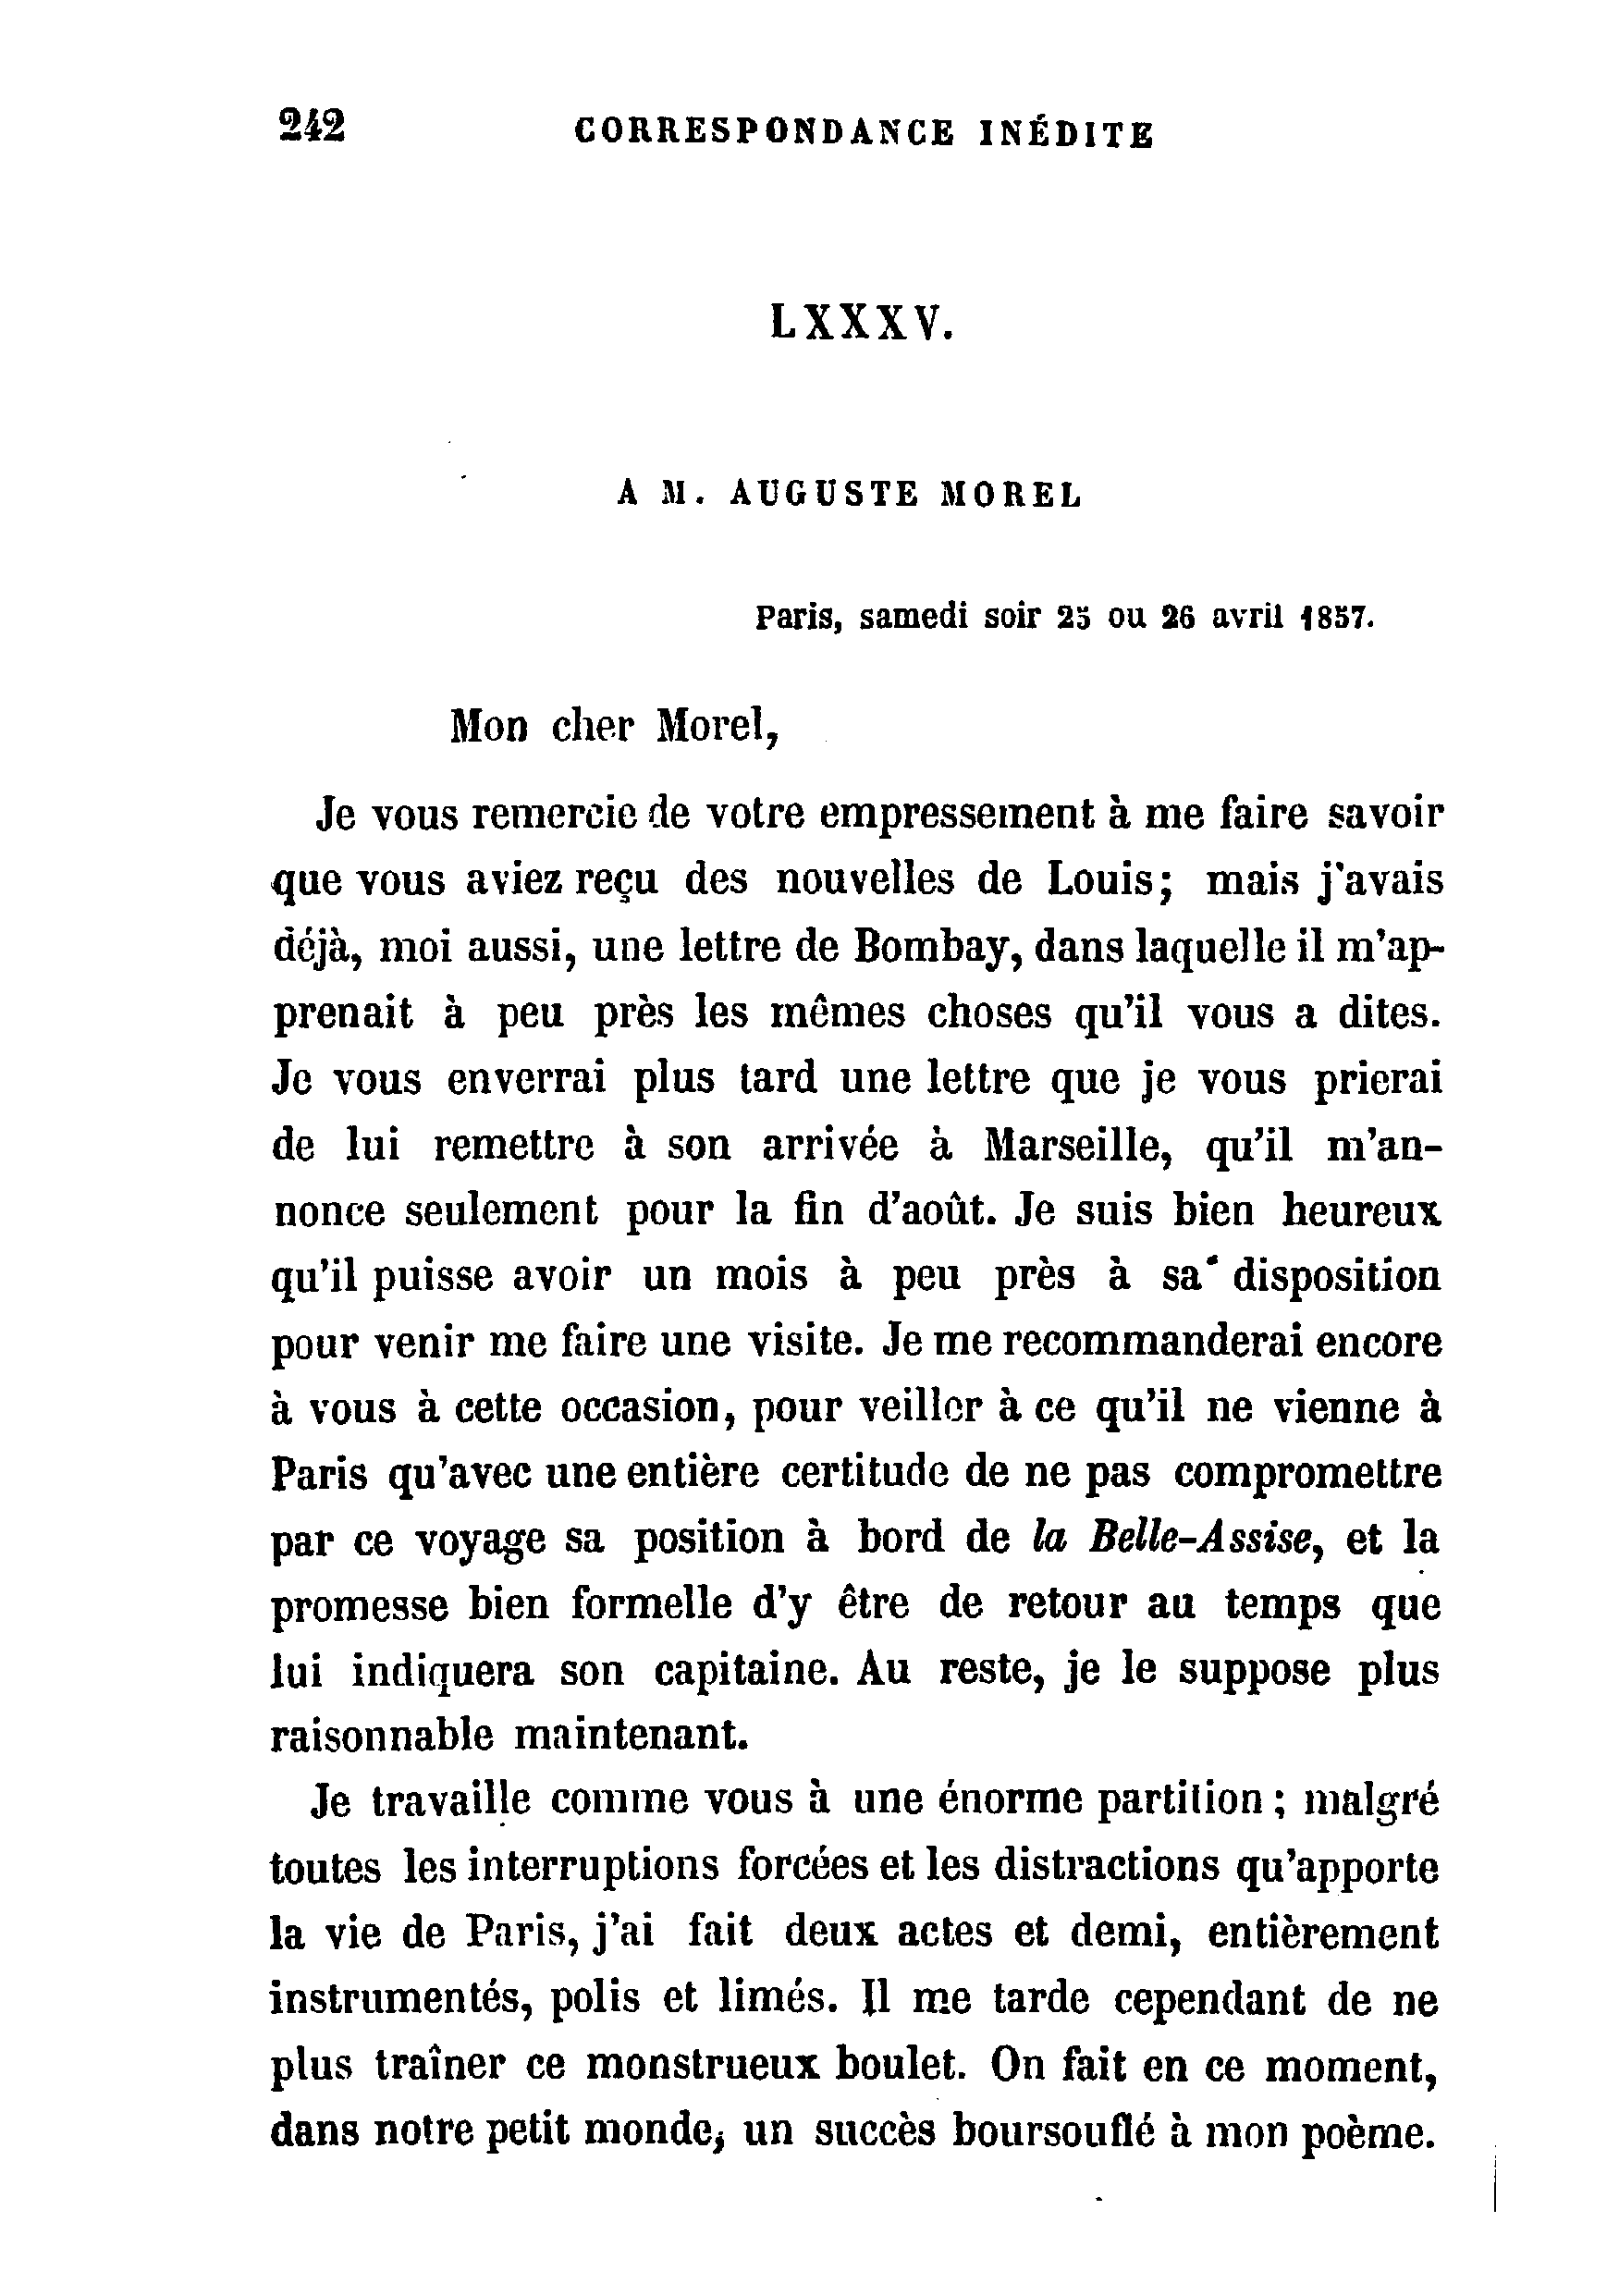 242 CORRESPONDANCE INÉDITE
LXXXV.
A M. AUGUSTE MOREL
Paris, samedi soir 25 ou 26 avril 1857.
Mon cher Morel,
Je vous remercie de votre empressement à me faire savoir
que vous aviez reçu des nouvelles de Louis; mais j'avais
déjà, moi aussi, une lettre de Bombay, dans laquelle il m'ap-
prenait à peu près les mêmes choses qu'il vous a dites.
Je vous enverrai plus tard une lettre que je vous prierai
de lui remettre à son arrivée à Marseille, qu'il m'an-
nonce seulement pour la fin d'août. Je suis bien heureux
qu'il puisse avoir un mois à peu près à sa disposition
pour venir me faire une visite. Je me recommanderai encore
à vous à cette occasion, pour veiller à ce qu'il ne vienne à
Paris qu'avec une entière certitude de ne pas compromettre
par ce voyage sa position à bord de la Belle-Assise, et la
promesse bien formelle d'y être de retour au temps que
lui indiquera son capitaine. Au reste, je le suppose plus
raisonnable maintenant.
Je travaille comme vous à une énorme partition; malgré
toutes les interruptions forcées et les distractions qu'apporte
la vie de Paris, j'ai fait deux actes et demi, entièrement
instrumentés, polis et limés. Il me tarde cependant de ne
plus traîner ce monstrueux boulet. On fait en ce moment,
dans notre petit monde, un succès boursouflé à mon poème.